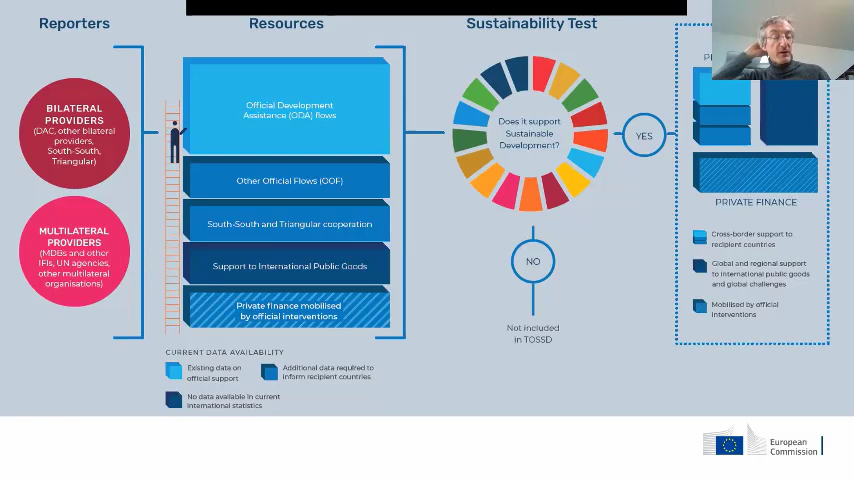 Reporters
Resources
Sustainability Test
BILATERAL
PROVIDERS
(DAC, other bilateral
providers,
South-South,
Triangular)
MULTILATERAL
PROVIDERS
(MDBs and other
IFIs, UN agencies,
other multilateral
organisations)
Official Development
Assistance (ODA) flows
Other Official Flows (OOF)
South-South and Triangular cooperation
Support to International Public Goods
Private finance mobilised
by official interventions
CURRENT DATA AVAILABILITY
Existing data on
official support
Additional data required to
inform recipient countries
No data available in current
international statistics
Does it support
Sustainable
Development?
YES
NO
Not included
in TOSSD
PRIVATE FINANCE
Cross-border support to
recipient countries
Global and regional support
to international public goods
and global challenges
Mobilised by official
interventions
European
Commission